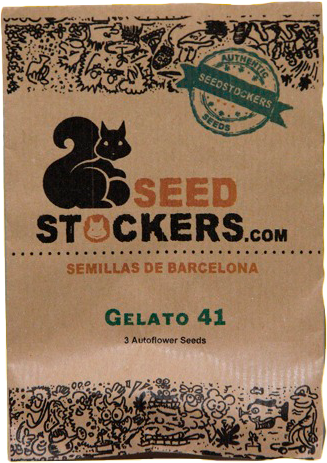 AUTHENTIC
SEEDSTOCKERS
SEEDS
SEED
STOCKERS.COM
SEMILLAS DE BARCELONA
GELATO 41
3 Autoflower Seeds